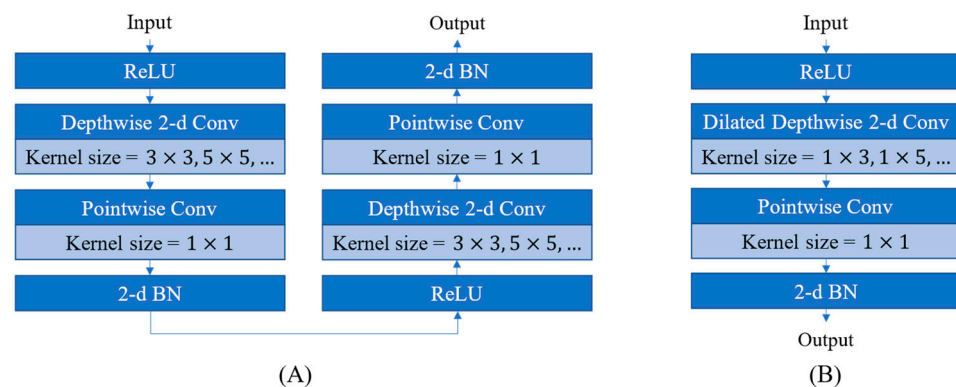 Input
ReLU
Depthwise 2-d Conv
Kernel size = 3 × 3, 5 × 5, ...
Pointwise Conv
Kernel size = 1 × 1
2-d BN
Output
2-d BN
Pointwise Conv
Kernel size = 1 × 1
Depthwise 2-d Conv
Kernel size = 3 × 3, 5 × 5, ...
ReLU
(A)
Input
ReLU
Dilated Depthwise 2-d Conv
Kernel size = 1 × 3, 1 × 5, ...
Pointwise Conv
Kernel size = 1 × 1
2-d BN
Output
(B)